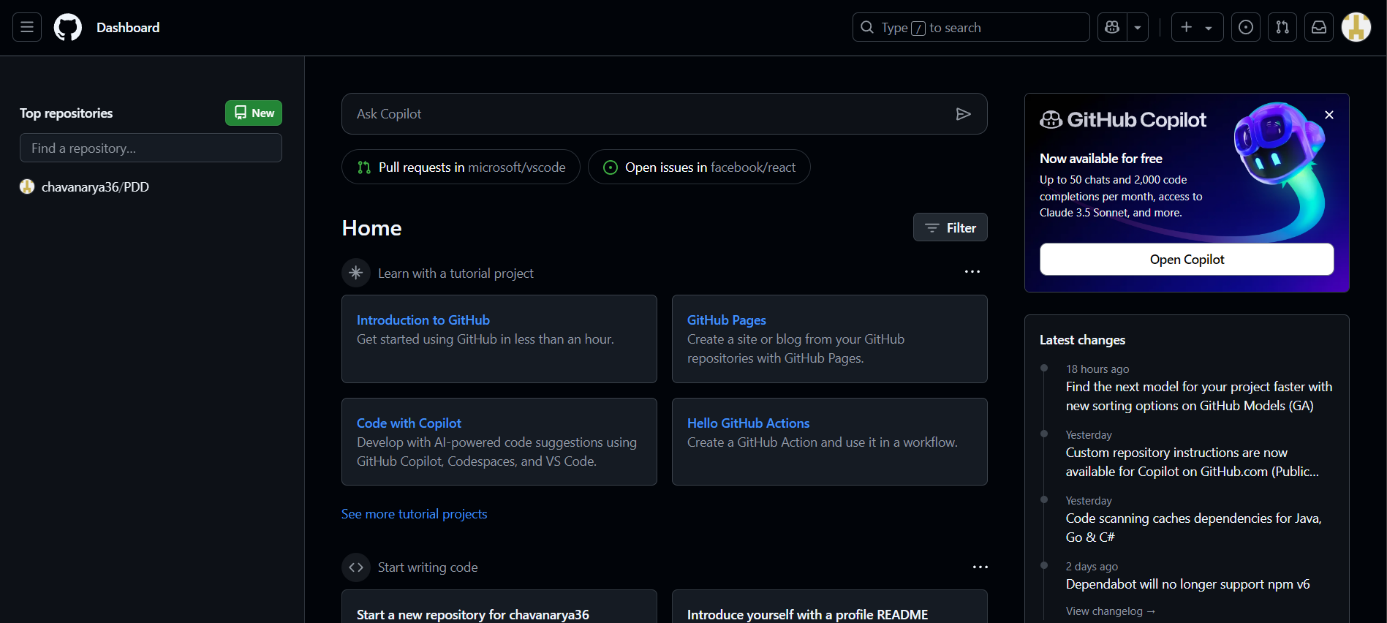 Dashboard
Type / to search
Top repositories
New
Find a repository...
chavanarya36/PDD
Ask Copilot
Pull requests in microsoft/vscode
Open issues in facebook/react
Home
Filter
Learn with a tutorial project
Introduction to GitHub
Get started using GitHub in less than an hour.
GitHub Pages
Create a site or blog from your GitHub
repositories with GitHub Pages.
Code with Copilot
Develop with AI-powered code suggestions using
GitHub Copilot, Codespaces, and VS Code.
Hello GitHub Actions
Create a GitHub Action and use it in a workflow.
See more tutorial projects
Start writing code
Start a new repository for chavanarya36
Introduce yourself with a profile README
GitHub Copilot
Now available for free
Up to 50 chats and 2,000 code
completions per month, access to
Claude 3.5 Sonnet, and more.
Open Copilot
Latest changes
18 hours ago
Find the next model for your project faster with
new sorting options on GitHub Models (GA)
Yesterday
Custom repository instructions are now
available for Copilot on GitHub.com (Public...
Yesterday
Code scanning caches dependencies for Java,
Go & C#
2 days ago
Dependabot will no longer support npm v6
View changelog →